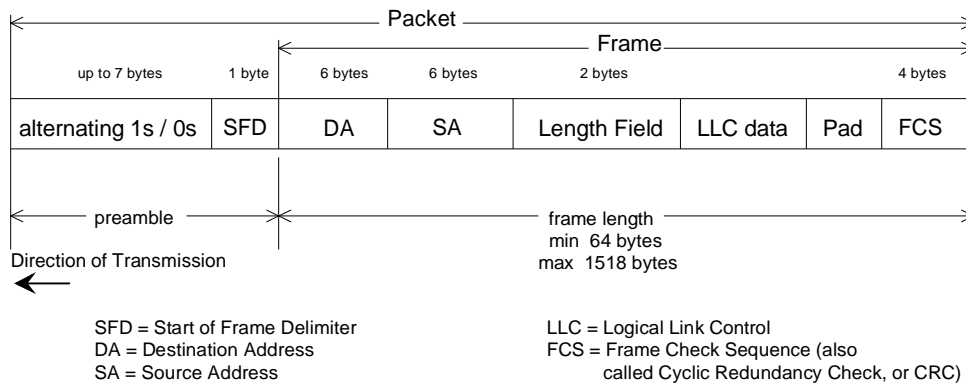 Packet
Frame
up to 7 bytes 1 byte 6 bytes 6 bytes 2 bytes 4 bytes
alternating 1s / 0s SFD DA SA Length Field LLC data Pad FCS
preamble frame length
min 64 bytes
max 1518 bytes
Direction of Transmission
SFD = Start of Frame Delimiter
DA = Destination Address
SA = Source Address
LLC = Logical Link Control
FCS = Frame Check Sequence (also
called Cyclic Redundancy Check, or CRC)